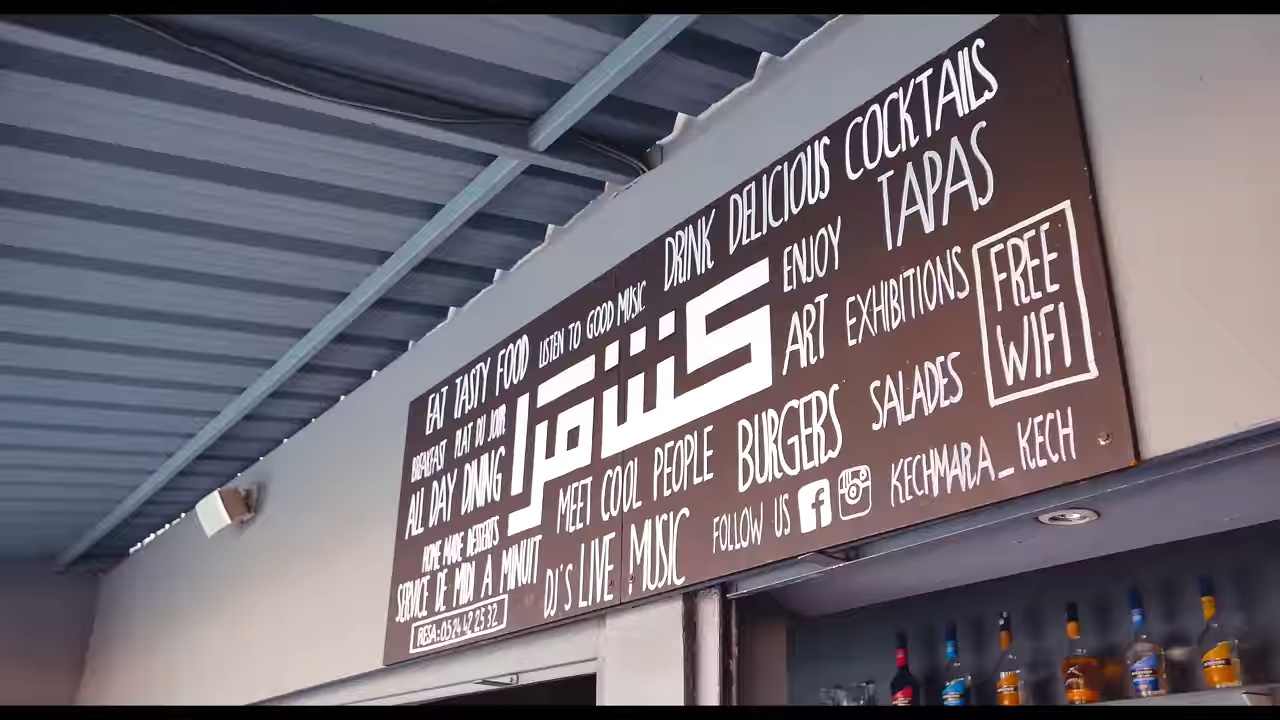 DRINK DELICIOUS COCKTAILS
EAT TASTY FOOD
LISTEN TO GOOD MUSIC
ENJOY TAPAS
BREAKFAST PLAT DU JOUR
كشمرا
ART EXHIBITIONS
FREE WIFI
ALL DAY DINING
MEET COOL PEOPLE
BURGERS
SALADES
HOME MADE DESSERTS
SERVICE DE MIDI A MINUIT
DJ'S LIVE MUSIC
FOLLOW US
KECHMARA_KECH
RESA:05 24 42 25 32